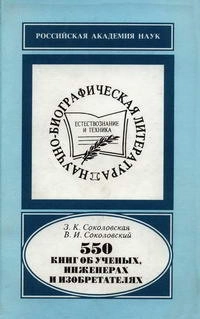 РОССИЙСКАЯ АКАДЕМИЯ НАУК
НАУЧНО-БИОГРАФИЧЕСКАЯ ЛИТЕРАТУРА
ЕСТЕСТВОЗНАНИЕ
И ТЕХНИКА
З. К. Соколовская
В. И. Соколовский
550
КНИГ ОБ УЧЕНЫХ,
ИНЖЕНЕРАХ
И ИЗОБРЕТАТЕЛЯХ